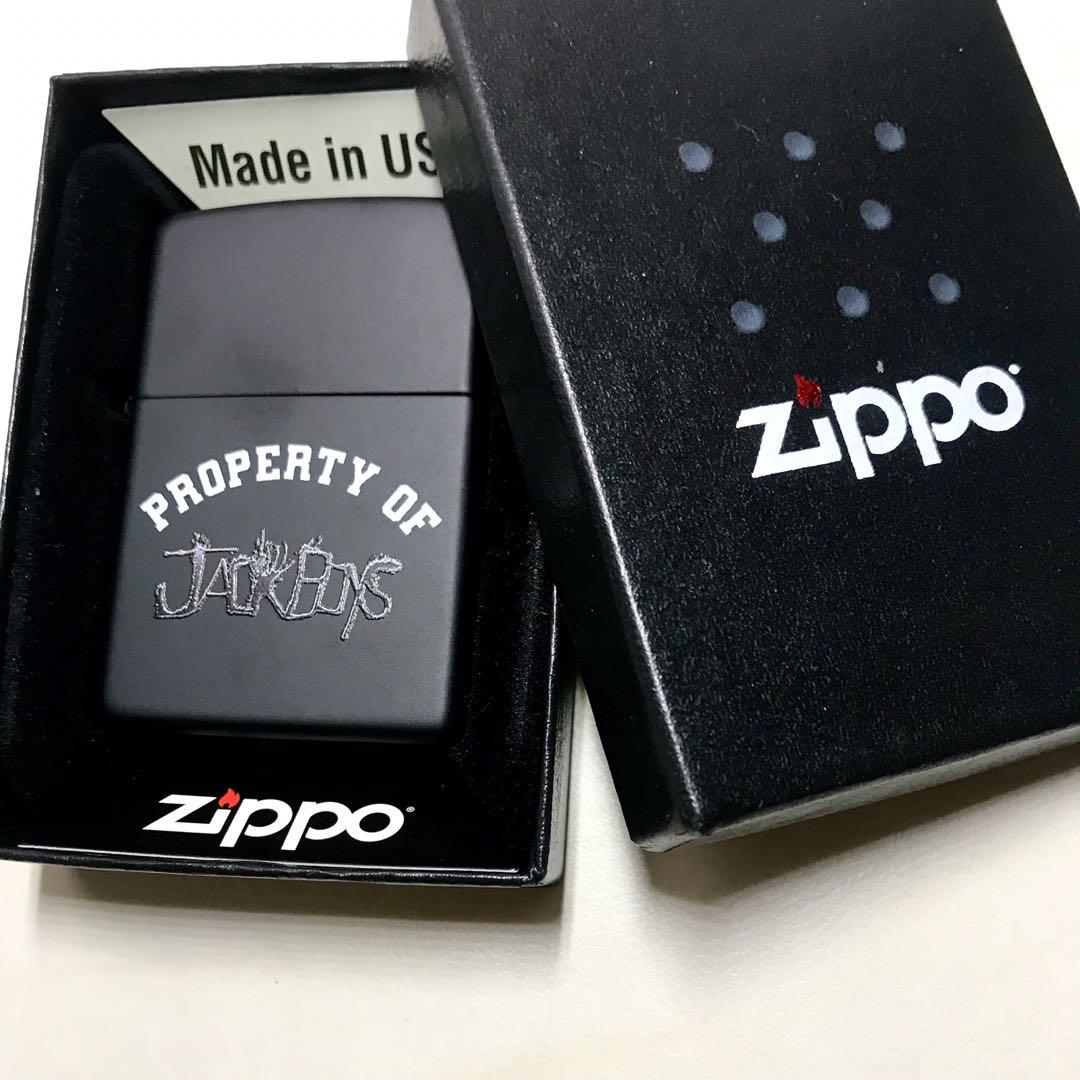 Made in US
PROPERTY OF
JACKBOYS
zippo
zippo